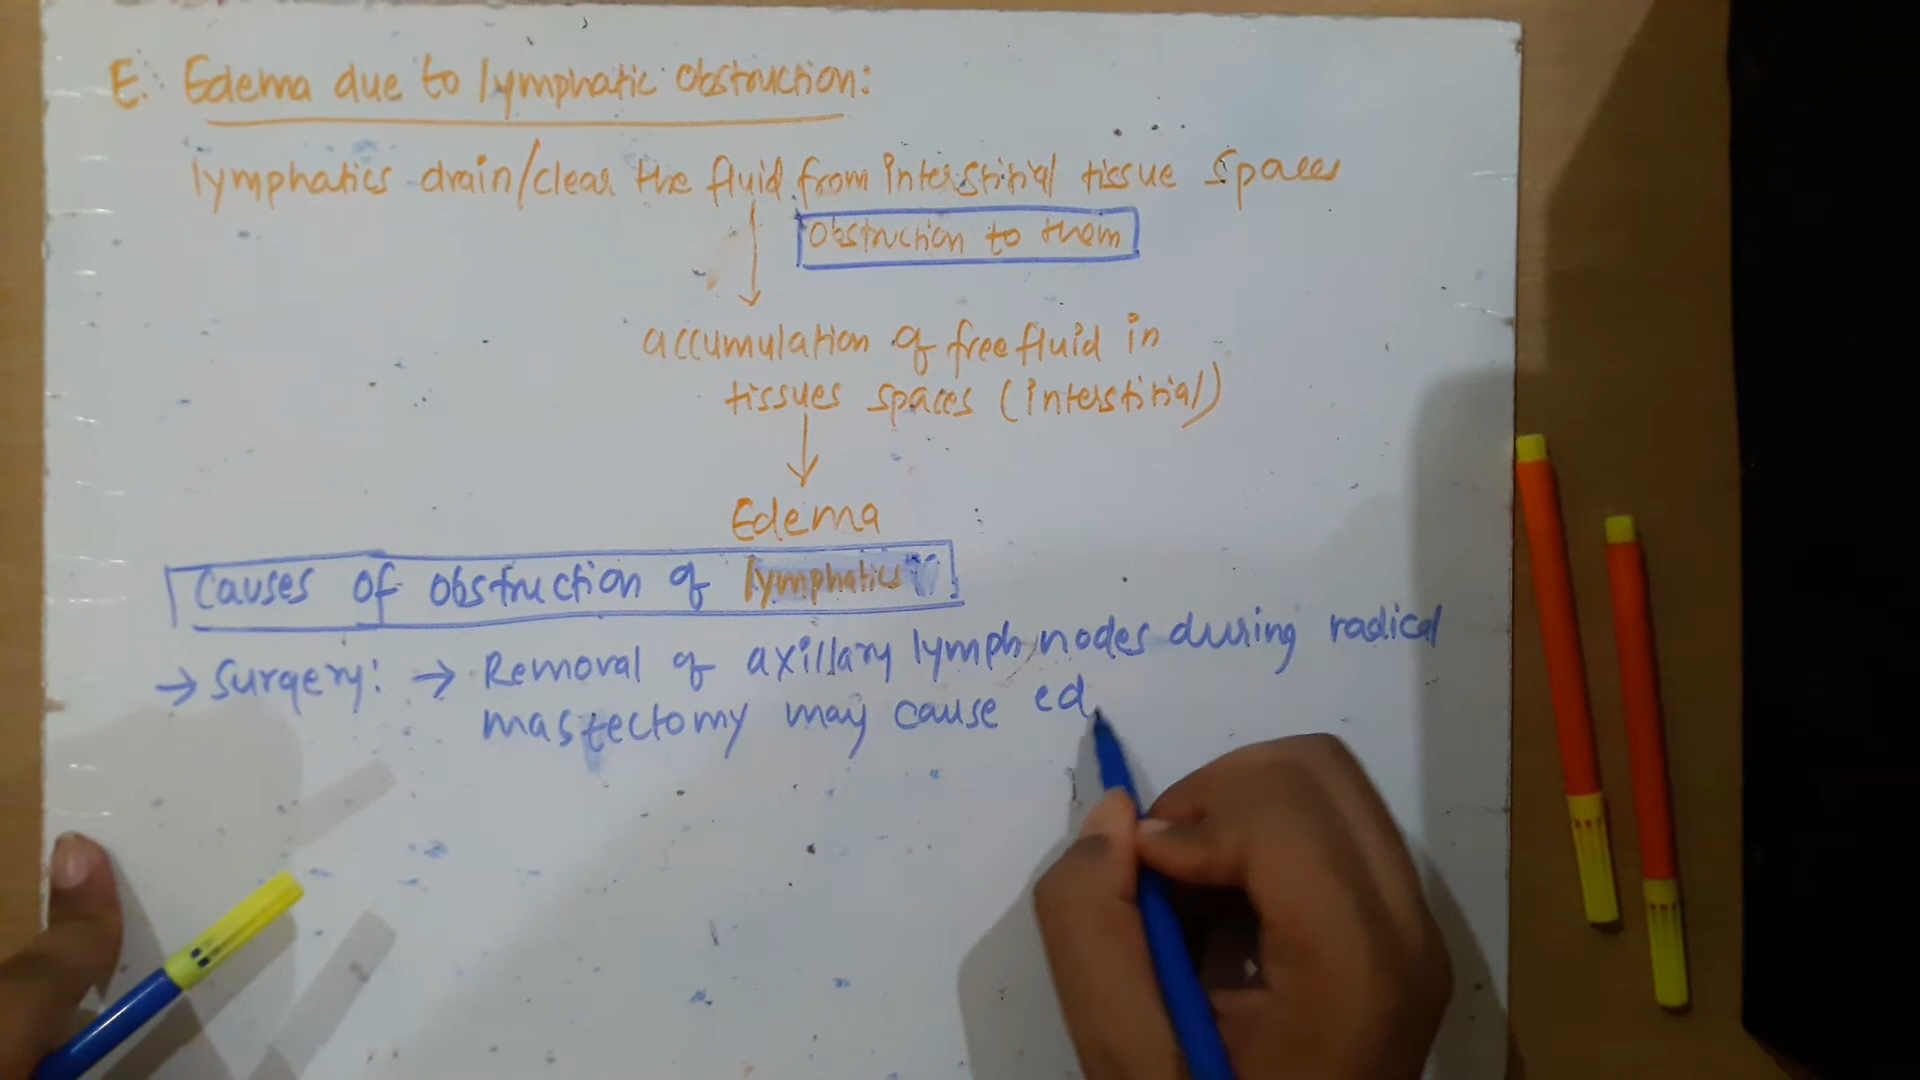 E. Edema due to lymphatic obstruction:
lymphatics drain/clear the fluid from interstitial tissue spaces
obstruction to them
accumulation of free fluid in
tissues spaces (interstitial)
Edema
Causes of obstruction of lymphatics
→ Surgery: → Removal of axillary lymph nodes during radical
mastectomy may cause ed